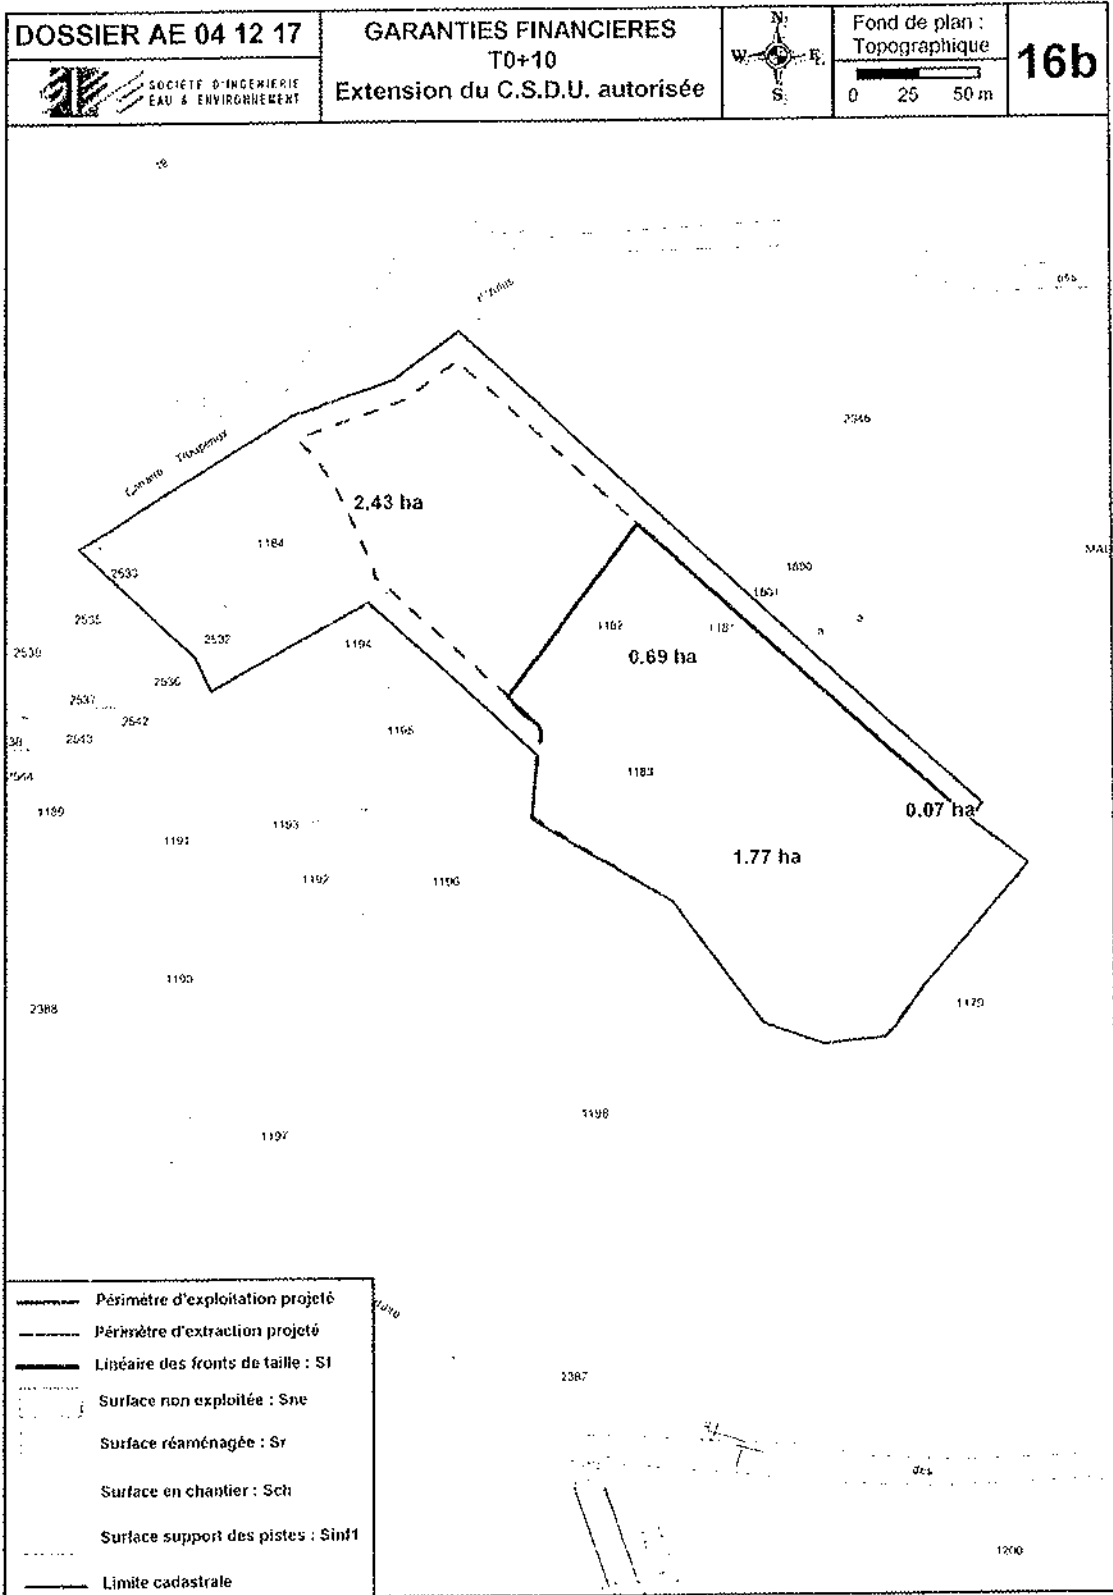 DOSSIER AE 04 12 17
SOCIETE D'INGENIERIE
EAU & ENVIRONNEMENT
GARANTIES FINANCIERES
T0+10
Extension du C.S.D.U. autorisée
N
W
E
S
Fond de plan :
Topographique
0 25 50 m
16b
2546
2,43 ha
1184
2533
2535
2532
2536
2537
2542
2543
1194
1195
1182
1181
0.69 ha
1183
0.07 ha
1.77 ha
1189
1191
1193
1192
1196
1190
2388
1179
1197
1198
Périmètre d'exploitation projeté
Périmètre d'extraction projeté
Linéaire des fronts de taille : S1
Surface non exploitée : Sne
Surface réaménagée : Sr
Surface en chantier : Sch
Surface support des pistes : Sinf1
Limite cadastrale
2387
des
1200